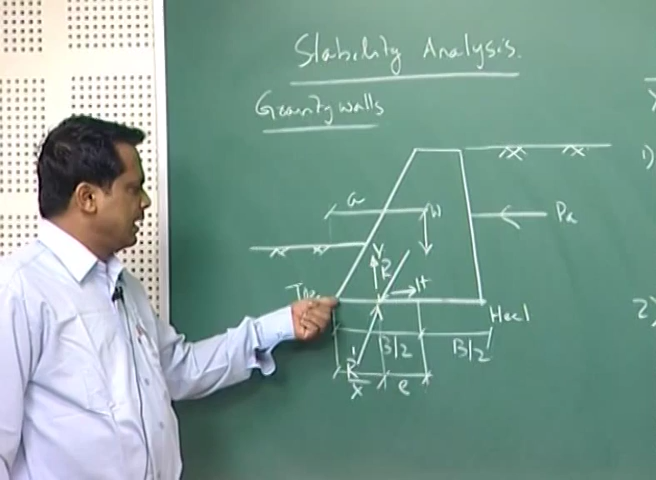 Stability Analysis.
Gravity walls
1)
a
W
Pa
V
R
H
Toe
Heel
2)
B/2
B/2
R
x
e